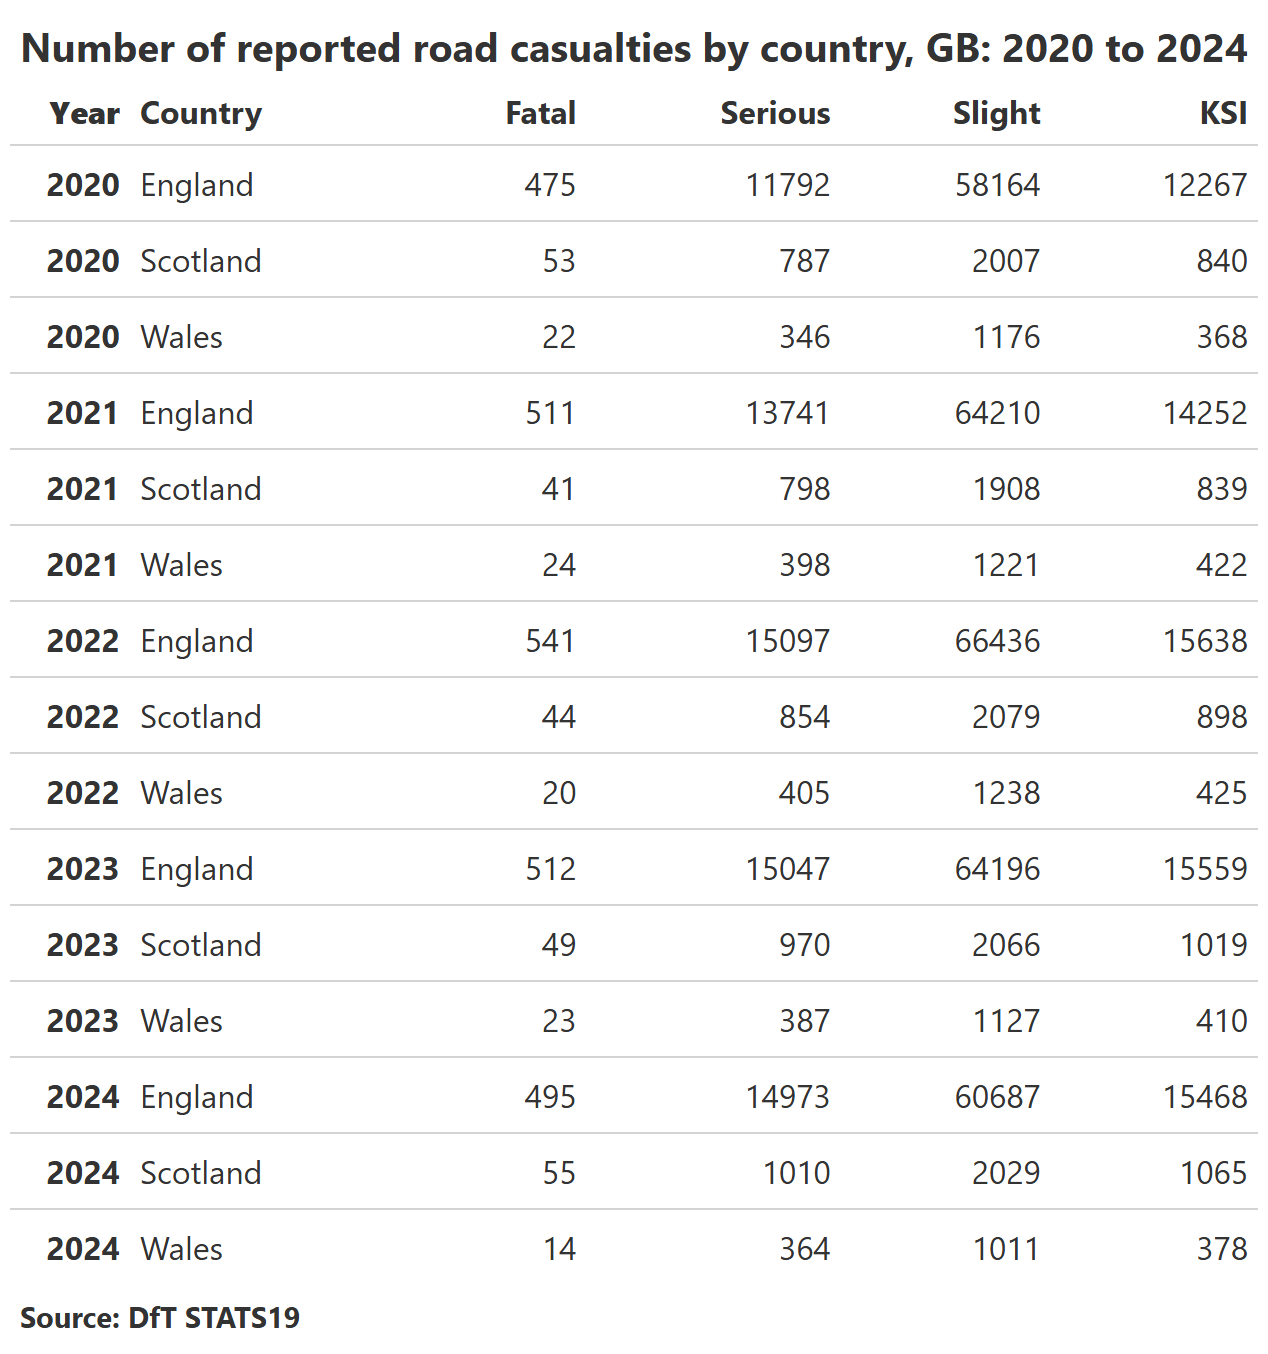 Number of reported road casualties by country, GB: 2020 to 2024
Year Country Fatal Serious Slight KSI
2020 England 475 11792 58164 12267
2020 Scotland 53 787 2007 840
2020 Wales 22 346 1176 368
2021 England 511 13741 64210 14252
2021 Scotland 41 798 1908 839
2021 Wales 24 398 1221 422
2022 England 541 15097 66436 15638
2022 Scotland 44 854 2079 898
2022 Wales 20 405 1238 425
2023 England 512 15047 64196 15559
2023 Scotland 49 970 2066 1019
2023 Wales 23 387 1127 410
2024 England 495 14973 60687 15468
2024 Scotland 55 1010 2029 1065
2024 Wales 14 364 1011 378
Source: DfT STATS19